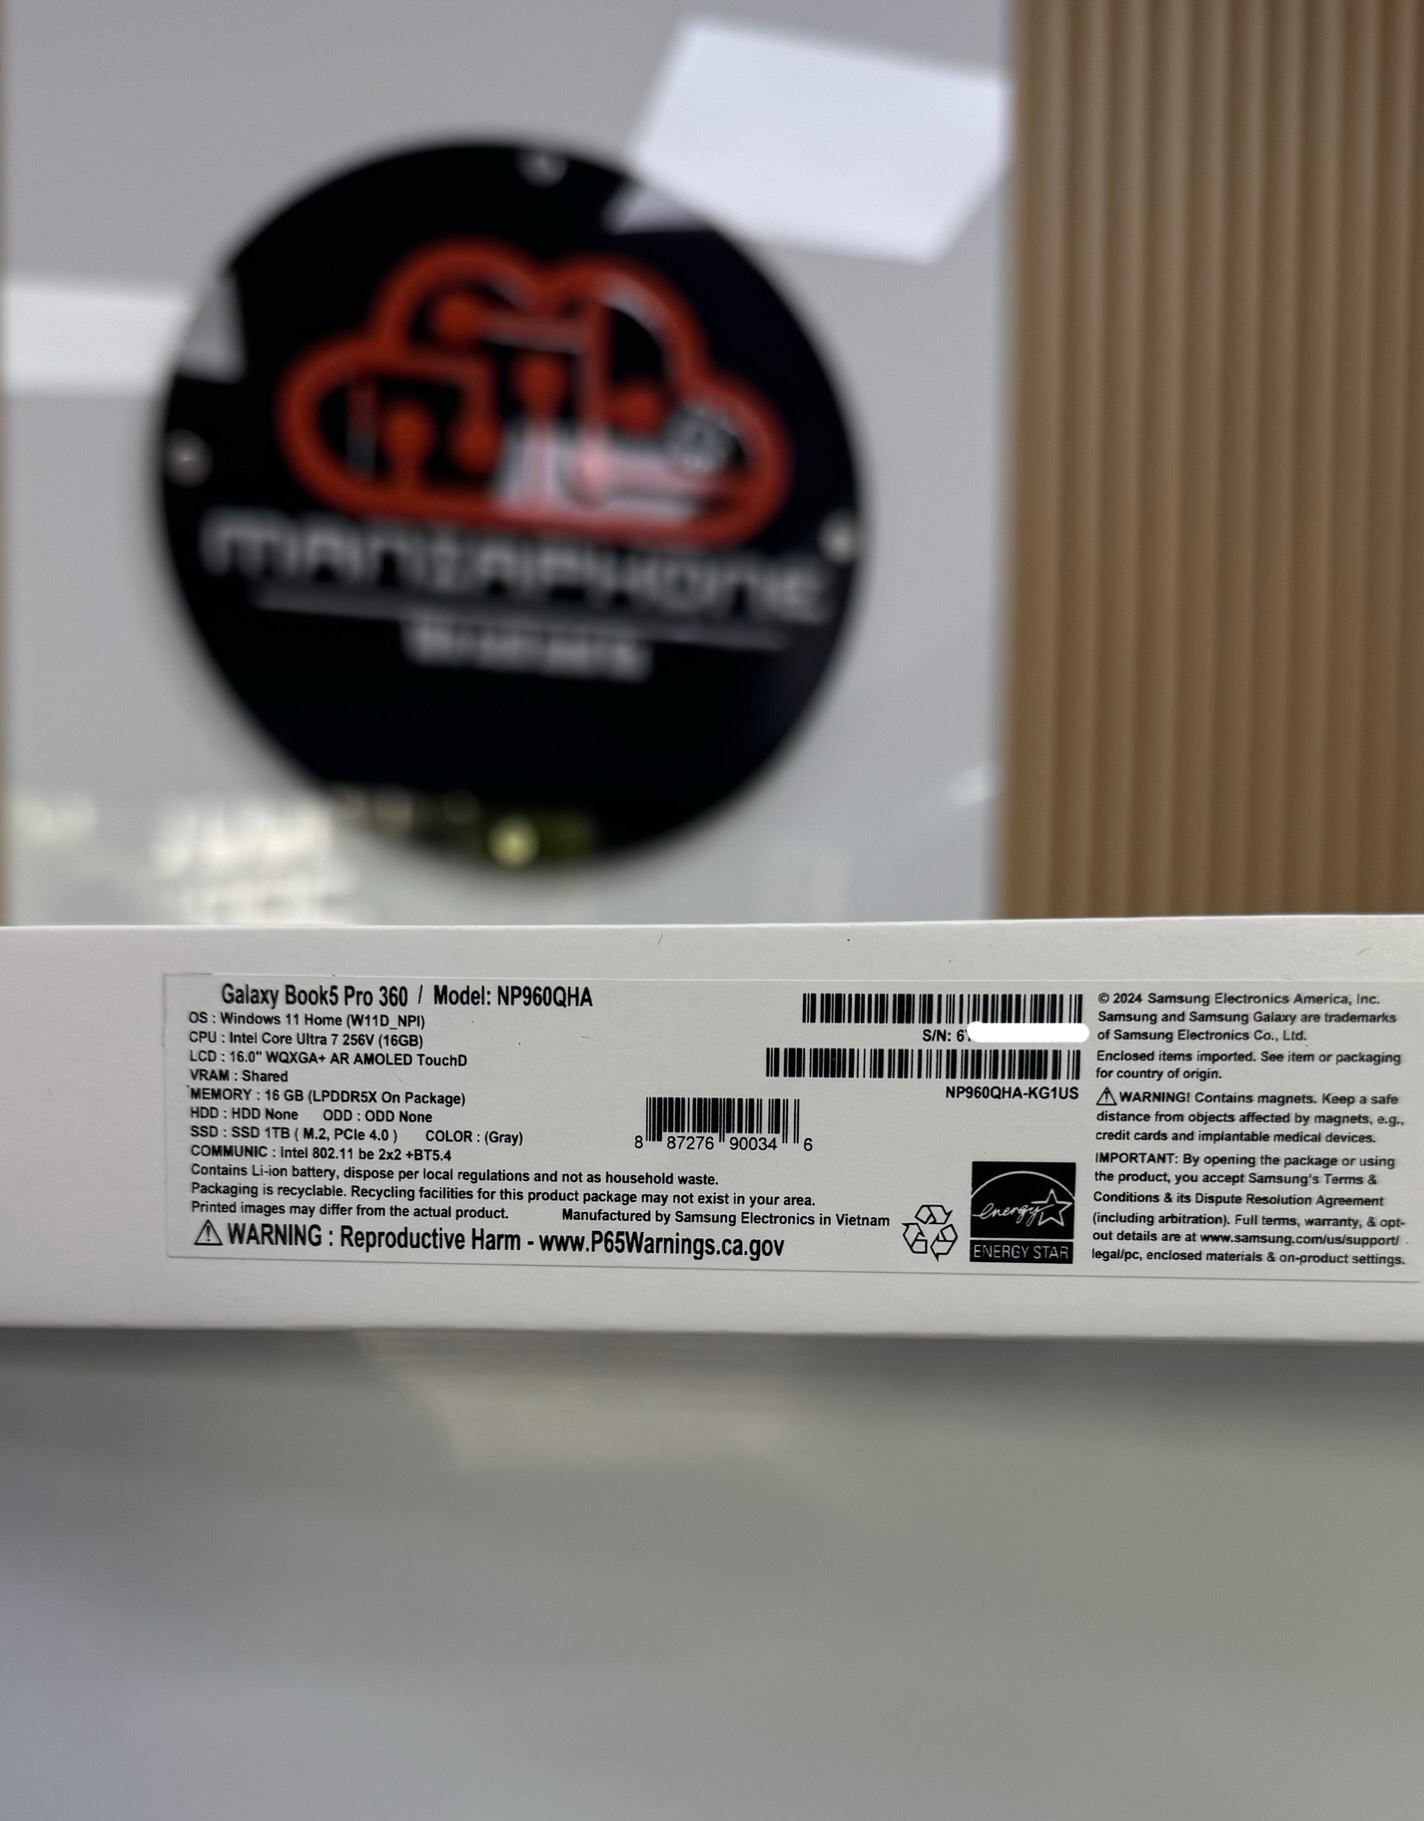 MANIAPHONE
Galaxy Book5 Pro 360 / Model: NP960QHA
OS : Windows 11 Home (W11D_NPI)
CPU : Intel Core Ultra 7 256V (16GB)
LCD : 16.0" WQXGA+ AR AMOLED TouchD
VRAM : Shared
MEMORY : 16 GB (LPDDR5X On Package)
HDD : HDD None ODD : ODD None
SSD : SSD 1TB ( M.2, PCIe 4.0 ) COLOR : (Gray)
COMMUNIC : Intel 802.11 be 2x2 +BT5.4
Contains Li-ion battery, dispose per local regulations and not as household waste.
Packaging is recyclable. Recycling facilities for this product package may not exist in your area.
Printed images may differ from the actual product. Manufactured by Samsung Electronics in Vietnam
⚠ WARNING : Reproductive Harm - www.P65Warnings.ca.gov
8 87276 90034 6
S/N: 6
NP960QHA-KG1US
energy
ENERGY STAR
© 2024 Samsung Electronics America, Inc.
Samsung and Samsung Galaxy are trademarks
of Samsung Electronics Co., Ltd.
Enclosed items imported. See item or packaging
for country of origin.
⚠ WARNING! Contains magnets. Keep a safe
distance from objects affected by magnets, e.g.,
credit cards and implantable medical devices.
IMPORTANT: By opening the package or using
the product, you accept Samsung's Terms &
Conditions & its Dispute Resolution Agreement
(including arbitration). Full terms, warranty, & opt-
out details are at www.samsung.com/us/support/
legal/pc, enclosed materials & on-product settings.